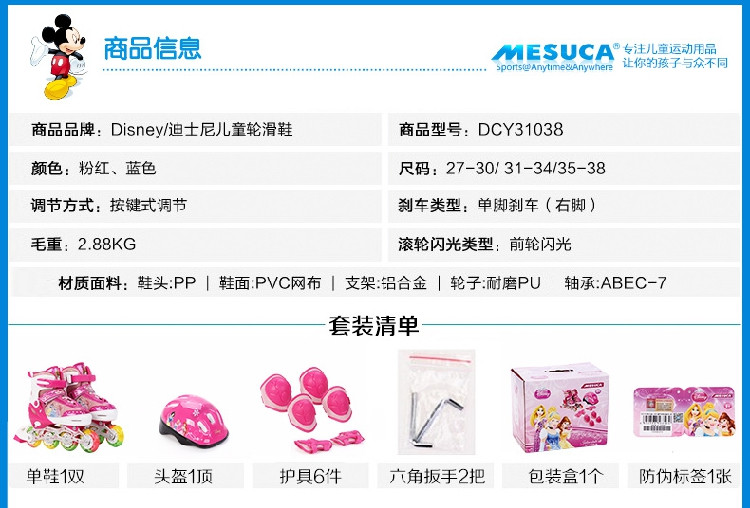 商品信息
MESUCA®
Sports@Anytime&Anywhere
专注儿童运动用品
让你的孩子与众不同
商品品牌：Disney/迪士尼儿童轮滑鞋
商品型号：DCY31038
颜色：粉红、蓝色
尺码：27-30/ 31-34/35-38
调节方式：按键式调节
刹车类型：单脚刹车（右脚）
毛重：2.88KG
滚轮闪光类型：前轮闪光
材质面料：鞋头:PP | 鞋面:PVC网布 | 支架:铝合金 | 轮子:耐磨PU 轴承:ABEC-7
套装清单
MESUCA
单鞋1双
头盔1顶
护具6件
六角扳手2把
包装盒1个
防伪标签1张